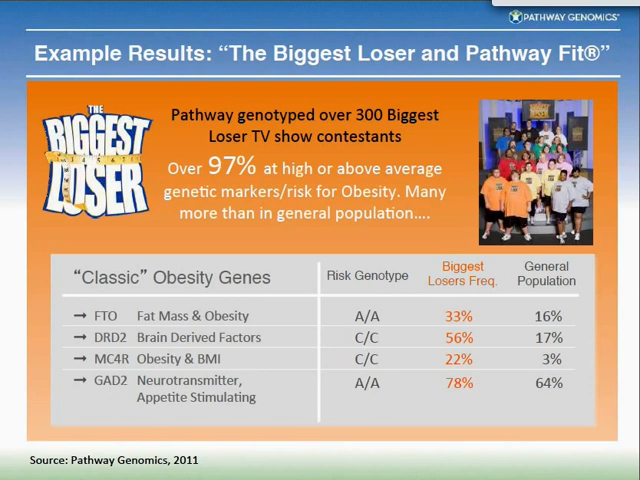 PATHWAY GENOMICS®
Example Results: “The Biggest Loser and Pathway Fit®”
THE
BIGGEST
LOSER
Pathway genotyped over 300 Biggest
Loser TV show contestants
Over 97% at high or above average
genetic markers/risk for Obesity. Many
more than in general population....
“Classic” Obesity Genes Risk Genotype Biggest Losers Freq. General Population
→ FTO Fat Mass & Obesity A/A 33% 16%
→ DRD2 Brain Derived Factors C/C 56% 17%
→ MC4R Obesity & BMI C/C 22% 3%
→ GAD2 Neurotransmitter, A/A 78% 64%
Appetite Stimulating
Source: Pathway Genomics, 2011